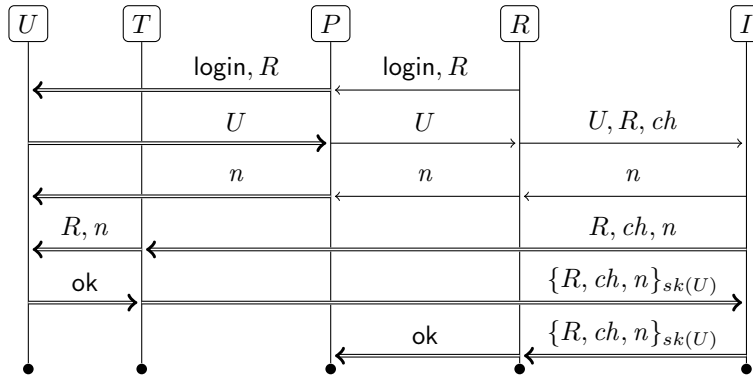 U T P R I
login, R login, R
U U U, R, ch
n n n
R, n R, ch, n
ok {R, ch, n}sk(U)
ok {R, ch, n}sk(U)